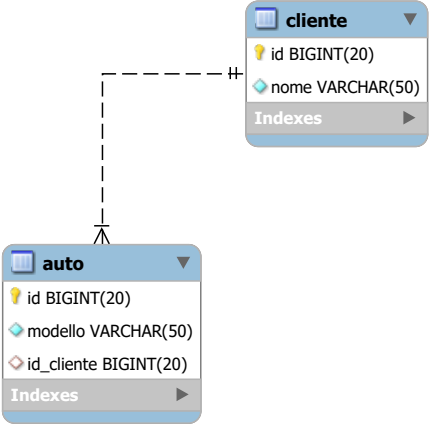 cliente
id BIGINT(20)
nome VARCHAR(50)
Indexes
auto
id BIGINT(20)
modello VARCHAR(50)
id_cliente BIGINT(20)
Indexes